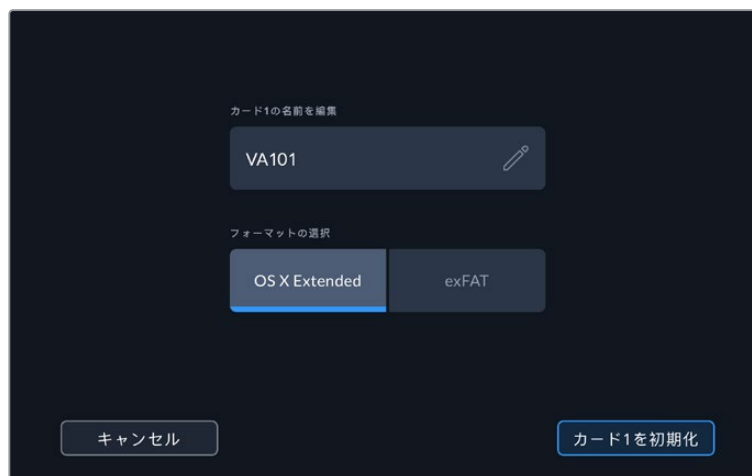 カード1の名前を編集
VA101
フォーマットの選択
OS X Extended
exFAT
キャンセル
カード1を初期化